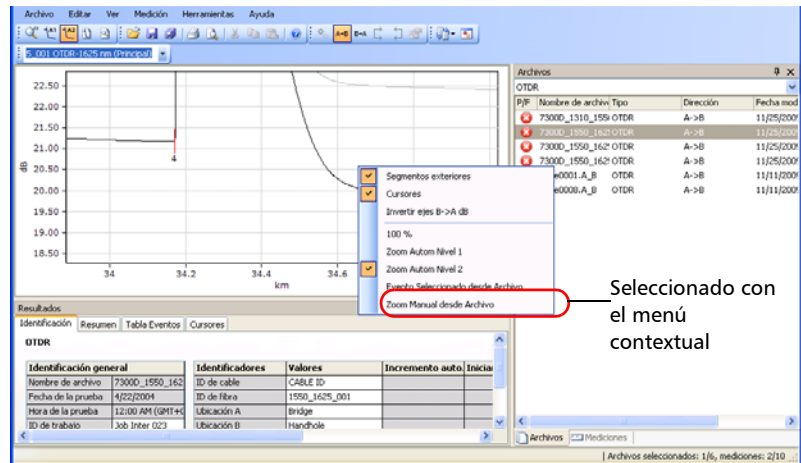 Archivo Editar Ver Medición Herramientas Ayuda
5_001 OTDR-1625 nm (Principal)
22.50
22.00
21.50
21.00
20.50
20.00
19.50
19.00
18.50
dB
4
34 34.2 34.4 34.6
km
Segmentos exteriores
Cursores
Invertir ejes B->A dB
100 %
Zoom Autom Nivel 1
Zoom Autom Nivel 2
Evento Seleccionado desde Archivo
Zoom Manual desde Archivo
Archivos
OTDR
P/F Nombre de archivo Tipo Dirección Fecha mod
7300D_1310_155 OTDR A->B 11/25/200
7300D_1550_162 OTDR A->B 11/25/200
7300D_1550_162 OTDR A->B 11/25/200
7300D_1550_162 OTDR A->B 11/25/200
e0001.A_B OTDR A->B 11/11/200
e0008.A_B OTDR A->B 11/11/200
Seleccionado con
el menú
contextual
Resultados
Identificación Resumen Tabla Eventos Cursores
OTDR
Identificación general Identificadores Valores Incremento auto. Inicia
Nombre de archivo 7300D_1550_162 ID de cable CABLE ID
Fecha de la prueba 4/22/2004 ID de fibra 1550_1625_001
Hora de la prueba 12:00 AM (GMT+ Ubicación A Bridge
ID de trabajo Job Inter 023 Ubicación B Handhole
Archivos Mediciones
Archivos seleccionados: 1/6, mediciones: 2/10